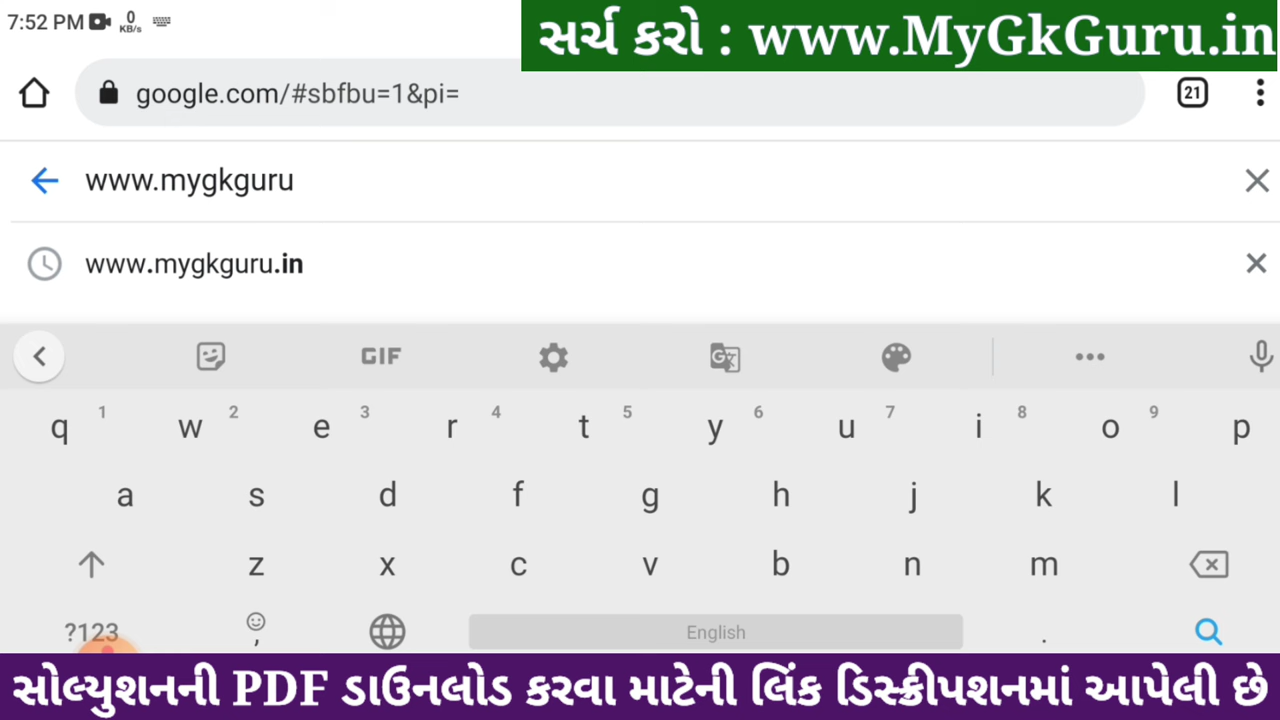 7:52 PM 0 KB/s
સર્ચ કરો : www.MyGkGuru.in
google.com/#sbfbu=1&pi=
21
www.mygkguru
www.mygkguru.in
GIF
G
q 1 w 2 e 3 r 4 t 5 y 6 u 7 i 8 o 9 p
a s d f g h j k l
z x c v b n m
?123 , English .
સોલ્યુશનની PDF ડાઉનલોડ કરવા માટેની લિંક ડિસ્ક્રીપશનમાં આપેલી છે